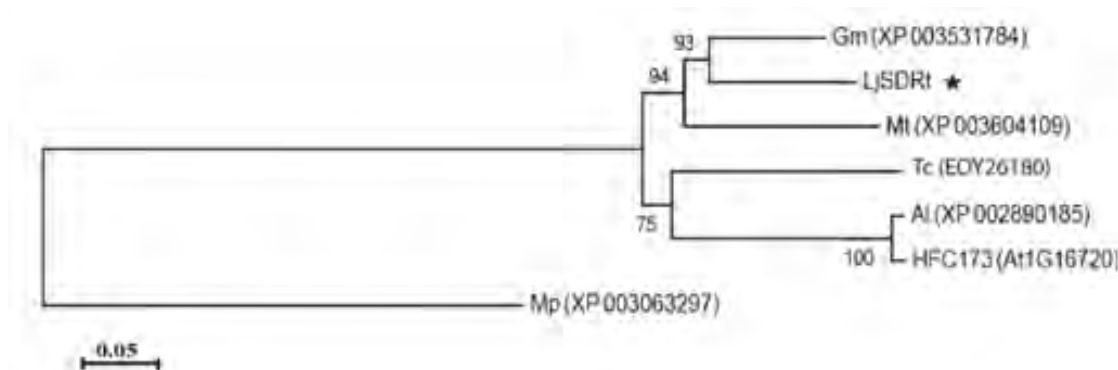 93
Gm (XP 003531784)
94
LjSDRt ★
Mt (XP 003604109)
Tc (EOY26180)
75
Al (XP 002890185)
100
HFC173 (At1G16720)
Mp (XP 003063297)
0.05